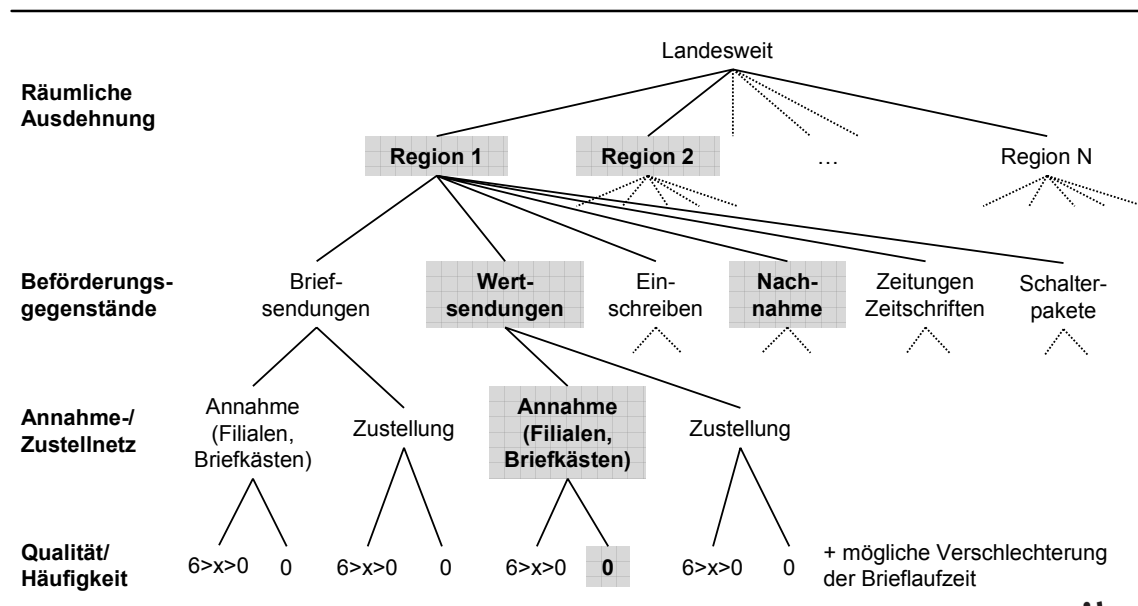 Landesweit
Räumliche
Ausdehnung
Region 1
Region 2
…
Region N
Beförderungs-
gegenstände
Brief-
sendungen
Wert-
sendungen
Ein-
schreiben
Nach-
nahme
Zeitungen
Zeitschriften
Schalter-
pakete
Annahme-/
Zustellnetz
Annahme
(Filialen,
Briefkästen)
Zustellung
Annahme
(Filialen,
Briefkästen)
Zustellung
Qualität/
Häufigkeit
6>x>0
0
6>x>0
0
6>x>0
0
6>x>0
0
+ mögliche Verschlechterung
der Brieflaufzeit